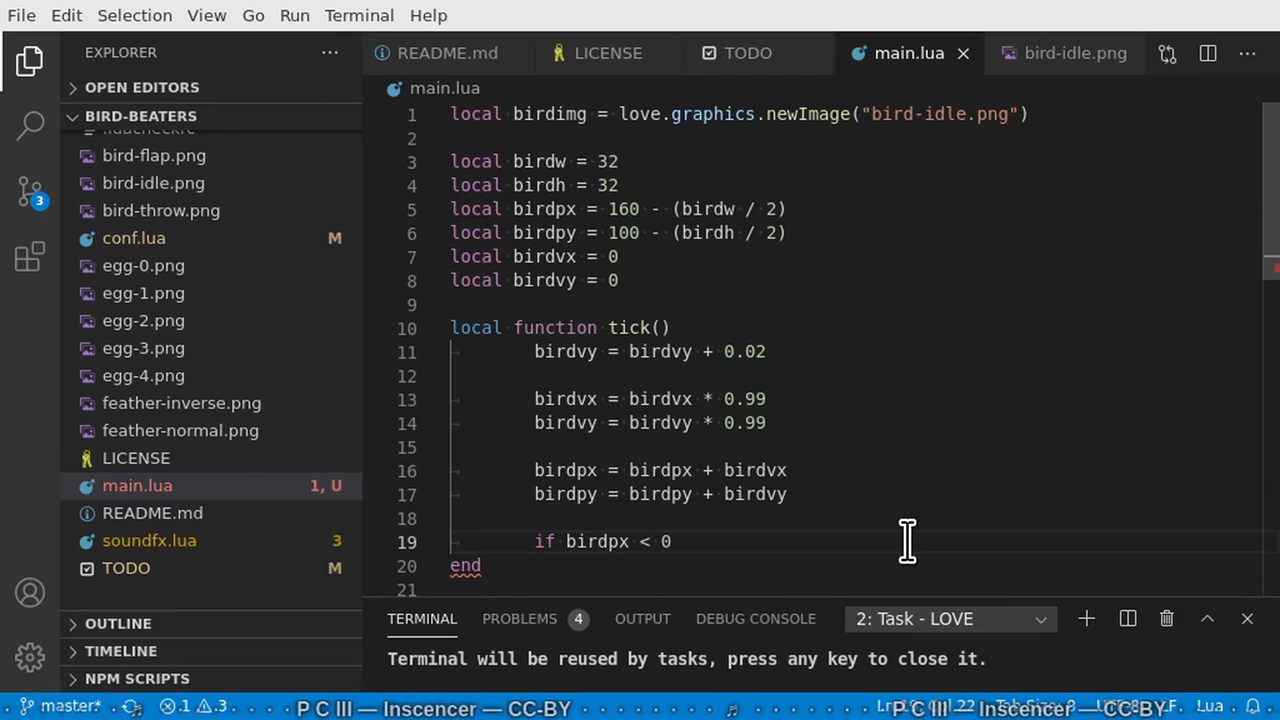 File Edit Selection View Go Run Terminal Help
EXPLORER
README.md LICENSE TODO main.lua bird-idle.png
OPEN EDITORS
BIRD-BEATERS
main.lua
.luacheckrc
bird-flap.png
bird-idle.png
bird-throw.png
3
conf.lua M
egg-0.png
egg-1.png
egg-2.png
egg-3.png
egg-4.png
feather-inverse.png
feather-normal.png
LICENSE
main.lua 1, U
README.md
soundfx.lua 3
TODO M
OUTLINE
TIMELINE
NPM SCRIPTS
1 local birdimg = love.graphics.newImage("bird-idle.png")
2
3 local birdw = 32
4 local birdh = 32
5 local birdpx = 160 - (birdw / 2)
6 local birdpy = 100 - (birdh / 2)
7 local birdvx = 0
8 local birdvy = 0
9
10 local function tick()
11 birdvy = birdvy + 0.02
12
13 birdvx = birdvx * 0.99
14 birdvy = birdvy * 0.99
15
16 birdpx = birdpx + birdvx
17 birdpy = birdpy + birdvy
18
19 if birdpx < 0
20 end
21
TERMINAL PROBLEMS 4 OUTPUT DEBUG CONSOLE 2: Task - LOVE
Terminal will be reused by tasks, press any key to close it.
master* 1 3 P C III — Inscencer — CC-BY P C III — Inscencer — CC-BY